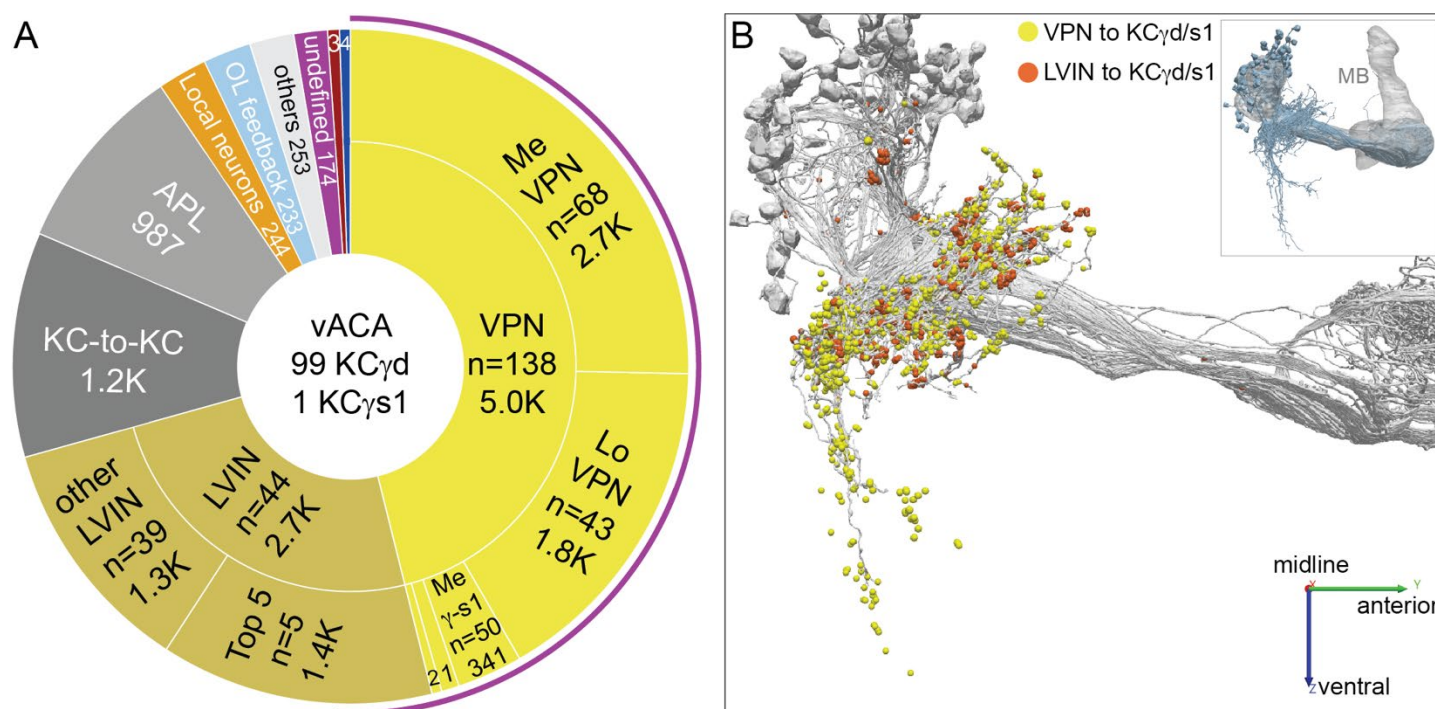 A
Me
VPN
n=68
2.7K
VPN
n=138
5.0K
Lo
VPN
n=43
1.8K
Me
γ-s1
n=50
341
1
2
Top 5
n=5
1.4K
LVIN
n=44
2.7K
other
LVIN
n=39
1.3K
KC-to-KC
1.2K
APL
987
Local neurons 244
OL feedback 233
others 253
undefined 174
3
4
vACA
99 KCγd
1 KCγs1
B
VPN to KCγd/s1
LVIN to KCγd/s1
MB
midline
X
Y
anterior
Z
ventral